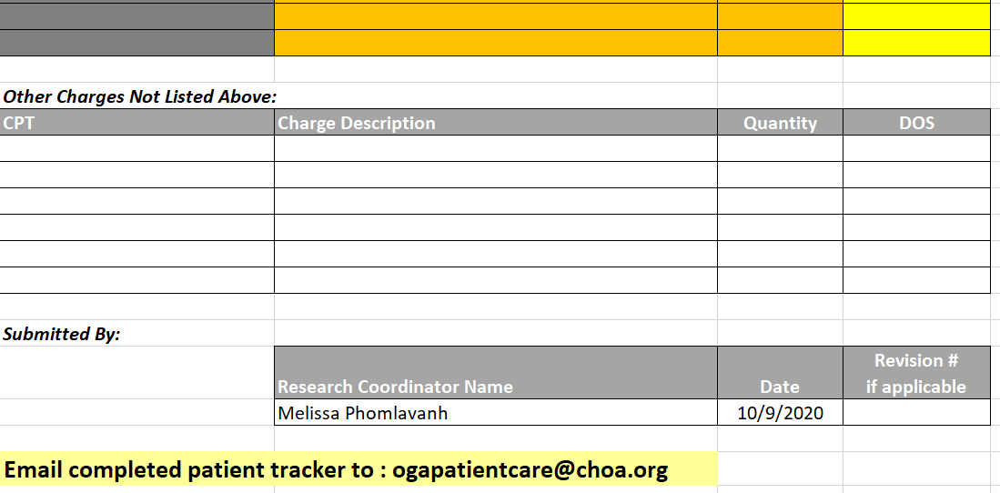 Other Charges Not Listed Above:
CPT Charge Description Quantity DOS
Submitted By:
Research Coordinator Name Date Revision # if applicable
Melissa Phomlavanh 10/9/2020
Email completed patient tracker to : ogapatientcare@choa.org